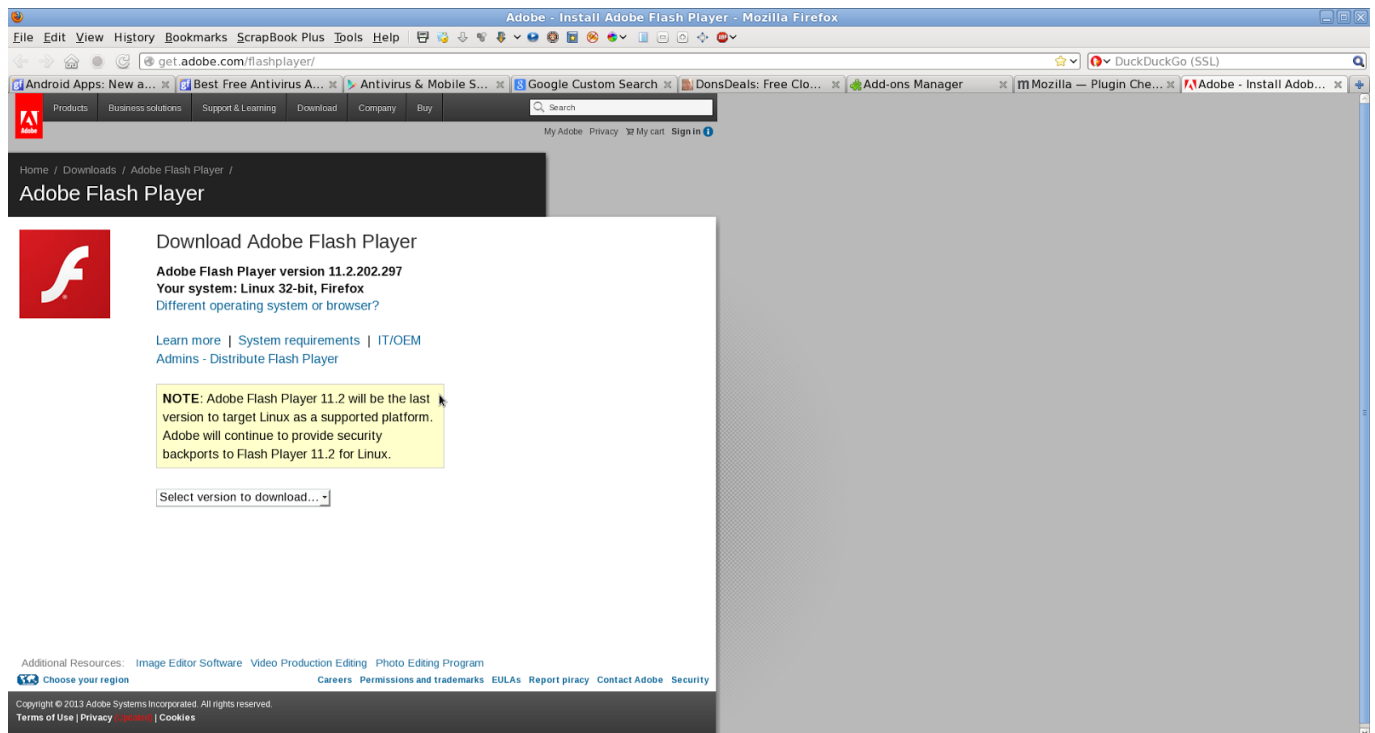 Adobe - Install Adobe Flash Player - Mozilla Firefox
File Edit View History Bookmarks ScrapBook Plus Tools Help
get.adobe.com/flashplayer/
DuckDuckGo (SSL)
Android Apps: New a... Best Free Antivirus A... Antivirus & Mobile S... Google Custom Search DonsDeals: Free Clo... Add-ons Manager Mozilla — Plugin Che... Adobe - Install Adob...
Adobe
Products Business solutions Support & Learning Download Company Buy Search
My Adobe Privacy My cart Sign in
Home / Downloads / Adobe Flash Player /
Adobe Flash Player
Download Adobe Flash Player
Adobe Flash Player version 11.2.202.297
Your system: Linux 32-bit, Firefox
Different operating system or browser?
Learn more | System requirements | IT/OEM
Admins - Distribute Flash Player
NOTE: Adobe Flash Player 11.2 will be the last
version to target Linux as a supported platform.
Adobe will continue to provide security
backports to Flash Player 11.2 for Linux.
Select version to download...
Additional Resources: Image Editor Software Video Production Editing Photo Editing Program
Choose your region Careers Permissions and trademarks EULAs Report piracy Contact Adobe Security
Copyright © 2013 Adobe Systems Incorporated. All rights reserved.
Terms of Use | Privacy (Updated) | Cookies